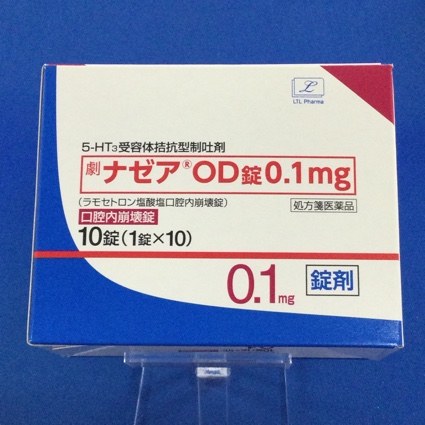 LTL Pharma
5-HT₃受容体拮抗型制吐剤
劇 ナゼア®OD錠0.1mg
(ラモセトロン塩酸塩口腔内崩壊錠)
処方箋医薬品
口腔内崩壊錠
10錠(1錠×10)
0.1mg
錠剤